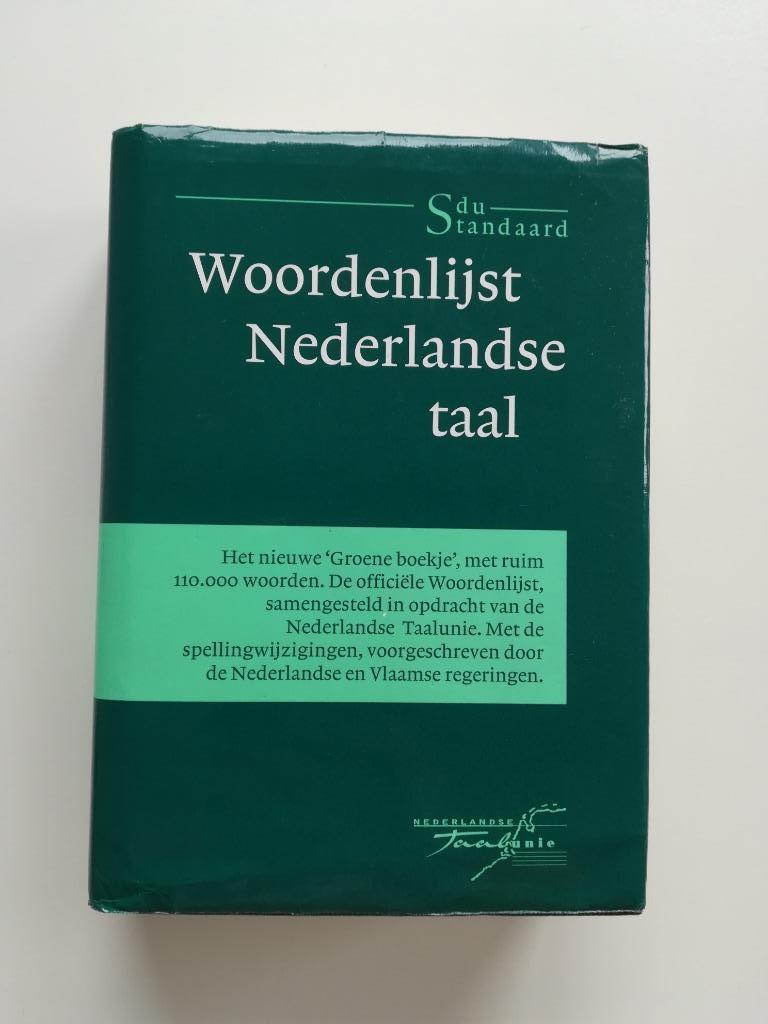 Sdu
Standaard
Woordenlijst
Nederlandse
taal
Het nieuwe ‘Groene boekje’, met ruim
110.000 woorden. De officiële Woordenlijst,
samengesteld in opdracht van de
Nederlandse Taalunie. Met de
spellingwijzigingen, voorgeschreven door
de Nederlandse en Vlaamse regeringen.
NEDERLANDSE
Taalunie